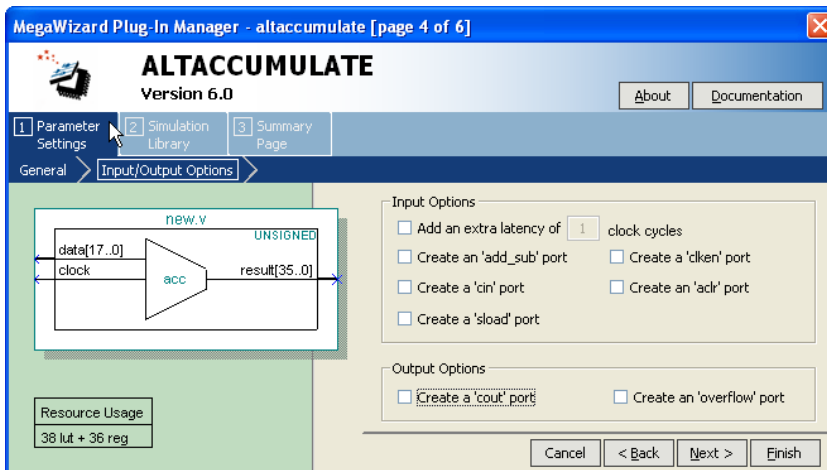 MegaWizard Plug-In Manager - altaccumulate [page 4 of 6]
ALTACCUMULATE
Version 6.0
About
Documentation
1 Parameter Settings
2 Simulation Library
3 Summary Page
General
Input/Output Options
new.v
UNSIGNED
data[17..0]
clock
acc
result[35..0]
Resource Usage
38 lut + 36 reg
Input Options
Add an extra latency of 1 clock cycles
Create an 'add_sub' port
Create a 'clken' port
Create a 'cin' port
Create an 'aclr' port
Create a 'sload' port
Output Options
Create a 'cout' port
Create an 'overflow' port
Cancel
< Back
Next >
Finish